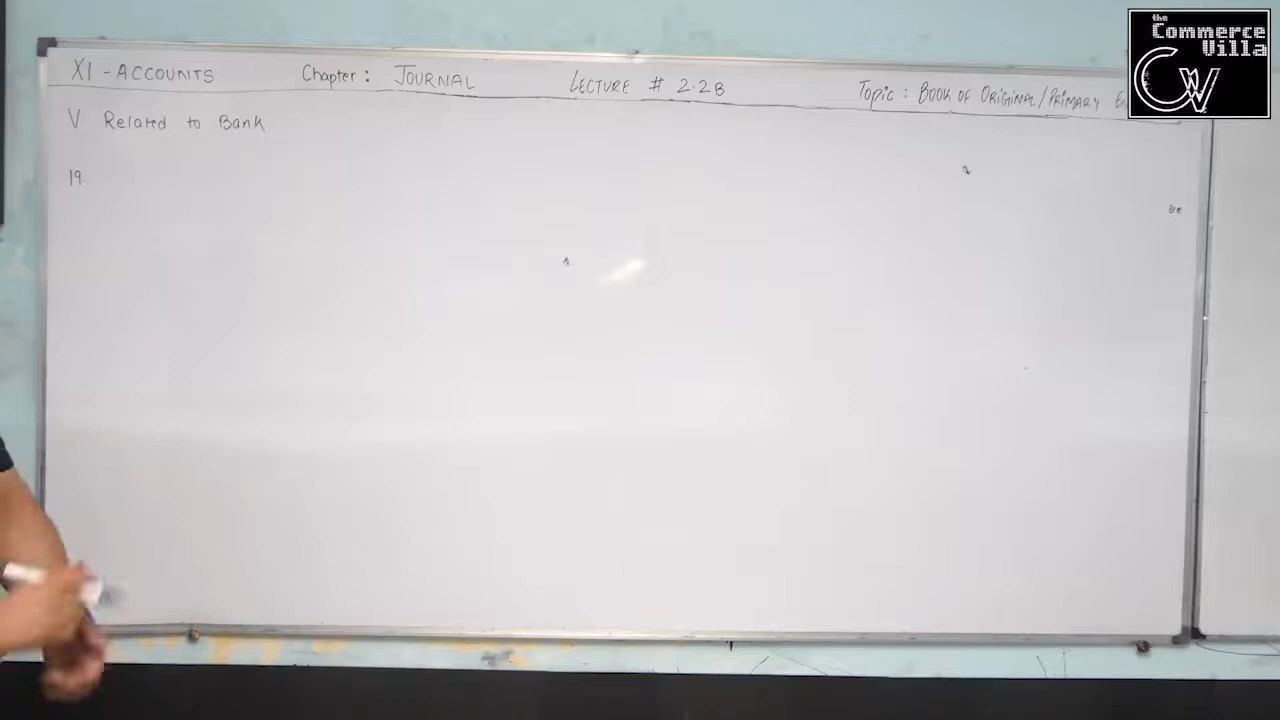 XI - ACCOUNTS Chapter : JOURNAL LECTURE # 2.2B Topic : BOOK OF ORIGINAL/PRIMARY
V Related to Bank
19.
the
Commerce
Villa
CV